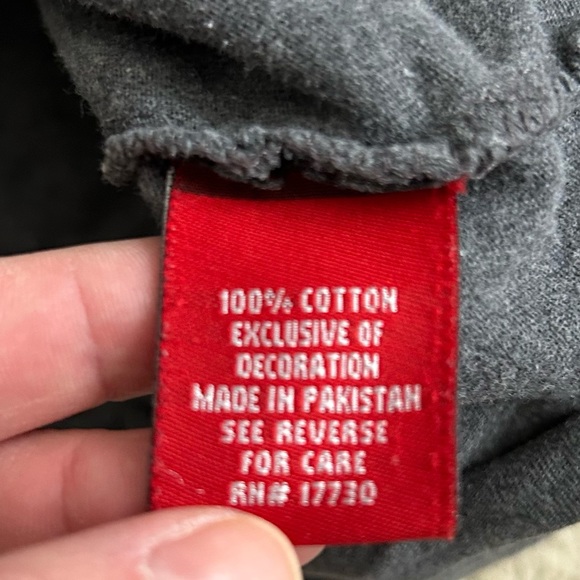 100% COTTON
EXCLUSIVE OF
DECORATION
MADE IN PAKISTAN
SEE REVERSE
FOR CARE
RN# 17730